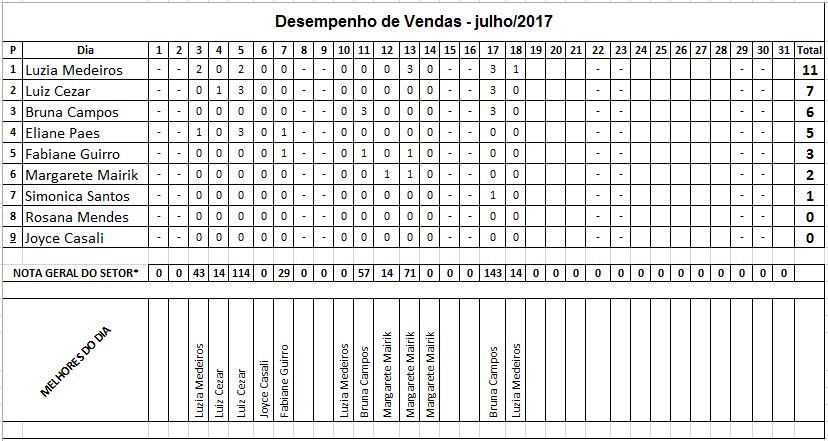 Desempenho de Vendas - julho/2017
P Dia 1 2 3 4 5 6 7 8 9 10 11 12 13 14 15 16 17 18 19 20 21 22 23 24 25 26 27 28 29 30 31 Total
1 Luzia Medeiros - - 2 0 2 0 0 - - 0 0 0 3 0 - - 3 1 - - - - 11
2 Luiz Cezar - - 0 1 3 0 0 - - 0 0 0 0 0 - - 3 0 - - - - 7
3 Bruna Campos - - 0 0 0 0 0 - - 0 3 0 0 0 - - 3 0 - - - - 6
4 Eliane Paes - - 1 0 3 0 1 - - 0 0 0 0 0 - - 0 0 - - - - 5
5 Fabiane Guirro - - 0 0 0 0 1 - - 0 1 0 1 0 - - 0 0 - - - - 3
6 Margarete Mairik - - 0 0 0 0 0 - - 0 0 1 1 0 - - 0 0 - - - - 2
7 Simonica Santos - - 0 0 0 0 0 - - 0 0 0 0 0 - - 1 0 - - - - 1
8 Rosana Mendes - - 0 0 0 0 0 - - 0 0 0 0 0 - - 0 0 - - - - 0
9 Joyce Casali - - 0 0 0 0 0 - - 0 0 0 0 0 - - 0 0 - - - - 0
NOTA GERAL DO SETOR* 0 0 43 14 114 0 29 0 0 0 57 14 71 0 0 0 143 14 0 0 0 0 0 0 0 0 0 0 0 0 0
MELHORES DO DIA
Luzia Medeiros
Luiz Cezar
Luiz Cezar
Joyce Casali
Fabiane Guirro
Luzia Medeiros
Bruna Campos
Margarete Mairik
Margarete Mairik
Margarete Mairik
Bruna Campos
Luzia Medeiros